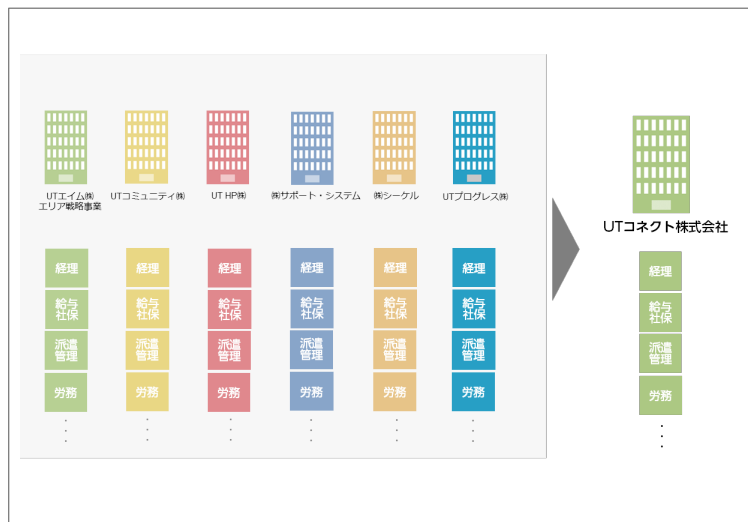 UTエイム㈱
エリア戦略事業
UTコミュニティ㈱
UT HP㈱
㈱サポート・システム
㈱シーケル
UTプログレス㈱
UTコネクト株式会社
経理
給与
社保
派遣
管理
労務
経理
給与
社保
派遣
管理
労務
経理
給与
社保
派遣
管理
労務
経理
給与
社保
派遣
管理
労務
経理
給与
社保
派遣
管理
労務
経理
給与
社保
派遣
管理
労務
経理
給与
社保
派遣
管理
労務